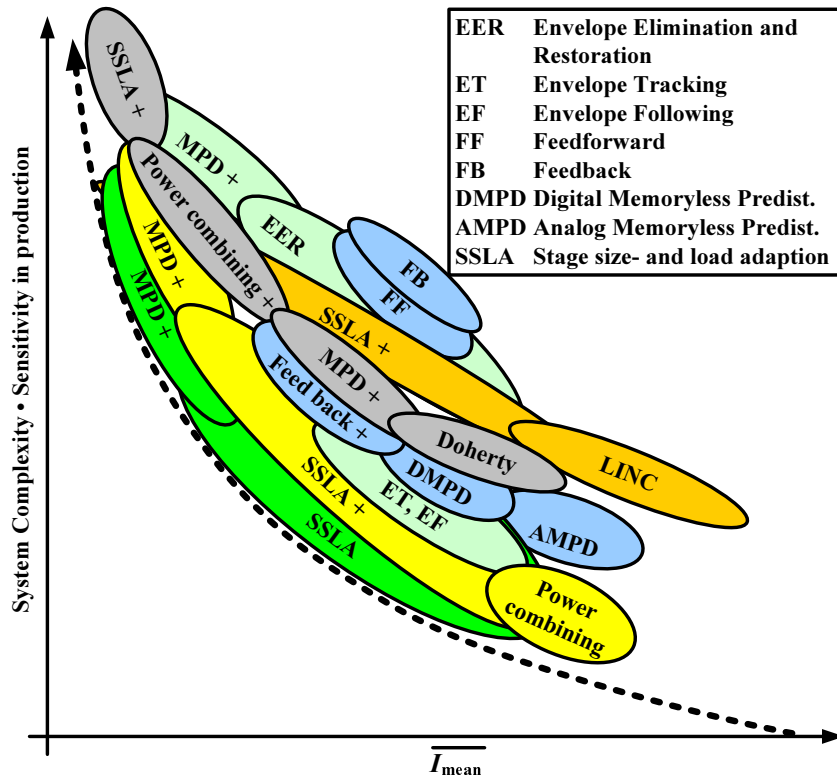 EER Envelope Elimination and
Restoration
ET Envelope Tracking
EF Envelope Following
FF Feedforward
FB Feedback
DMPD Digital Memoryless Predist.
AMPD Analog Memoryless Predist.
SSLA Stage size- and load adaption
System Complexity • Sensitivity in production
SSLA +
MPD +
Power combining +
EER
FB
FF
MPD +
MPD +
SSLA +
MPD +
Feed back +
Doherty
LINC
DMPD
AMPD
ET, EF
SSLA +
SSLA
Power
combining
I mean